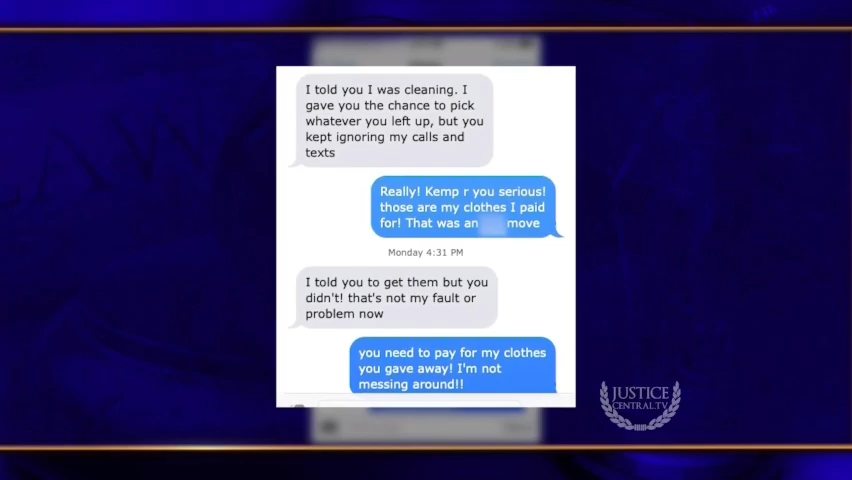 I told you I was cleaning. I
gave you the chance to pick
whatever you left up, but you
kept ignoring my calls and
texts
Really! Kemp r you serious!
those are my clothes I paid
for! That was an move
Monday 4:31 PM
I told you to get them but you
didn't! that's not my fault or
problem now
you need to pay for my clothes
you gave away! I'm not
messing around!!
JUSTICE
CENTRAL.TV